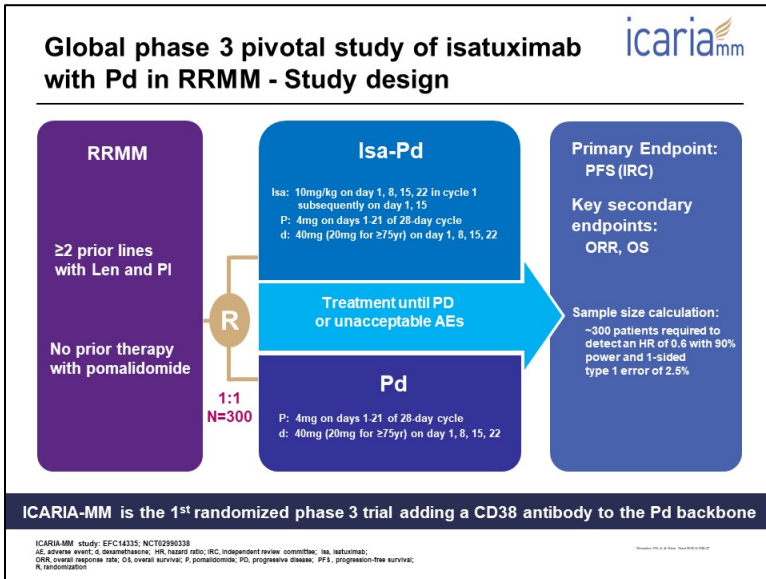 Global phase 3 pivotal study of isatuximab
with Pd in RRMM - Study design
icaria mm
RRMM
≥2 prior lines
with Len and PI
No prior therapy
with pomalidomide
R
1:1
N=300
Isa-Pd
Isa: 10mg/kg on day 1, 8, 15, 22 in cycle 1
subsequently on day 1, 15
P: 4mg on days 1-21 of 28-day cycle
d: 40mg (20mg for ≥75yr) on day 1, 8, 15, 22
Treatment until PD
or unacceptable AEs
Pd
P: 4mg on days 1-21 of 28-day cycle
d: 40mg (20mg for ≥75yr) on day 1, 8, 15, 22
Primary Endpoint:
PFS (IRC)
Key secondary
endpoints:
ORR, OS
Sample size calculation:
~300 patients required to
detect an HR of 0.6 with 90%
power and 1-sided
type 1 error of 2.5%
ICARIA-MM is the 1st randomized phase 3 trial adding a CD38 antibody to the Pd backbone
ICARIA-MM study: EFC14335; NCT02990338
AE, adverse event; d, dexamethasone; HR, hazard ratio; IRC, independent review committee; Isa, isatuximab;
ORR, overall response rate; OS, overall survival; P, pomalidomide; PD, progressive disease; PFS, progression-free survival;
R, randomization